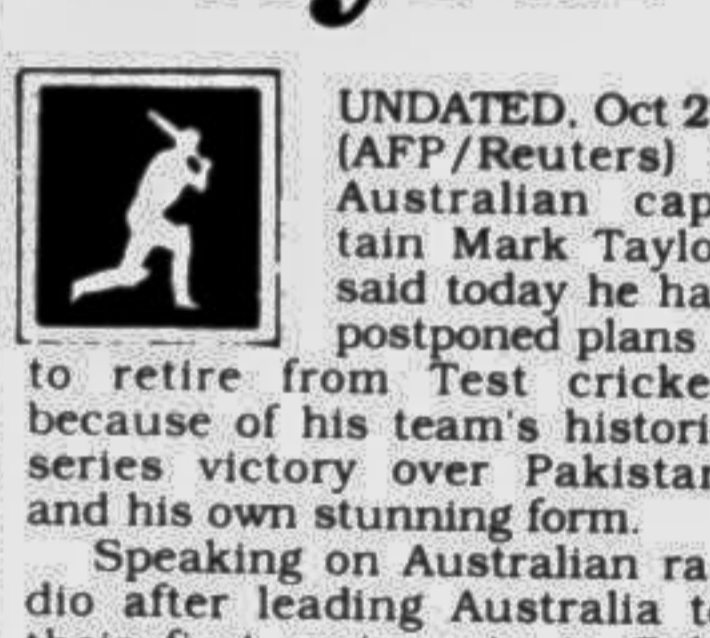 UNDATED, Oct 2
(AFP/Reuters)
Australian cap
tain Mark Taylo
said today he ha
postponed plans
to retire from Test cricke
because of his team's histori
series victory over Pakistan
and his own stunning form.
Speaking on Australian ra
dio after leading Australia to